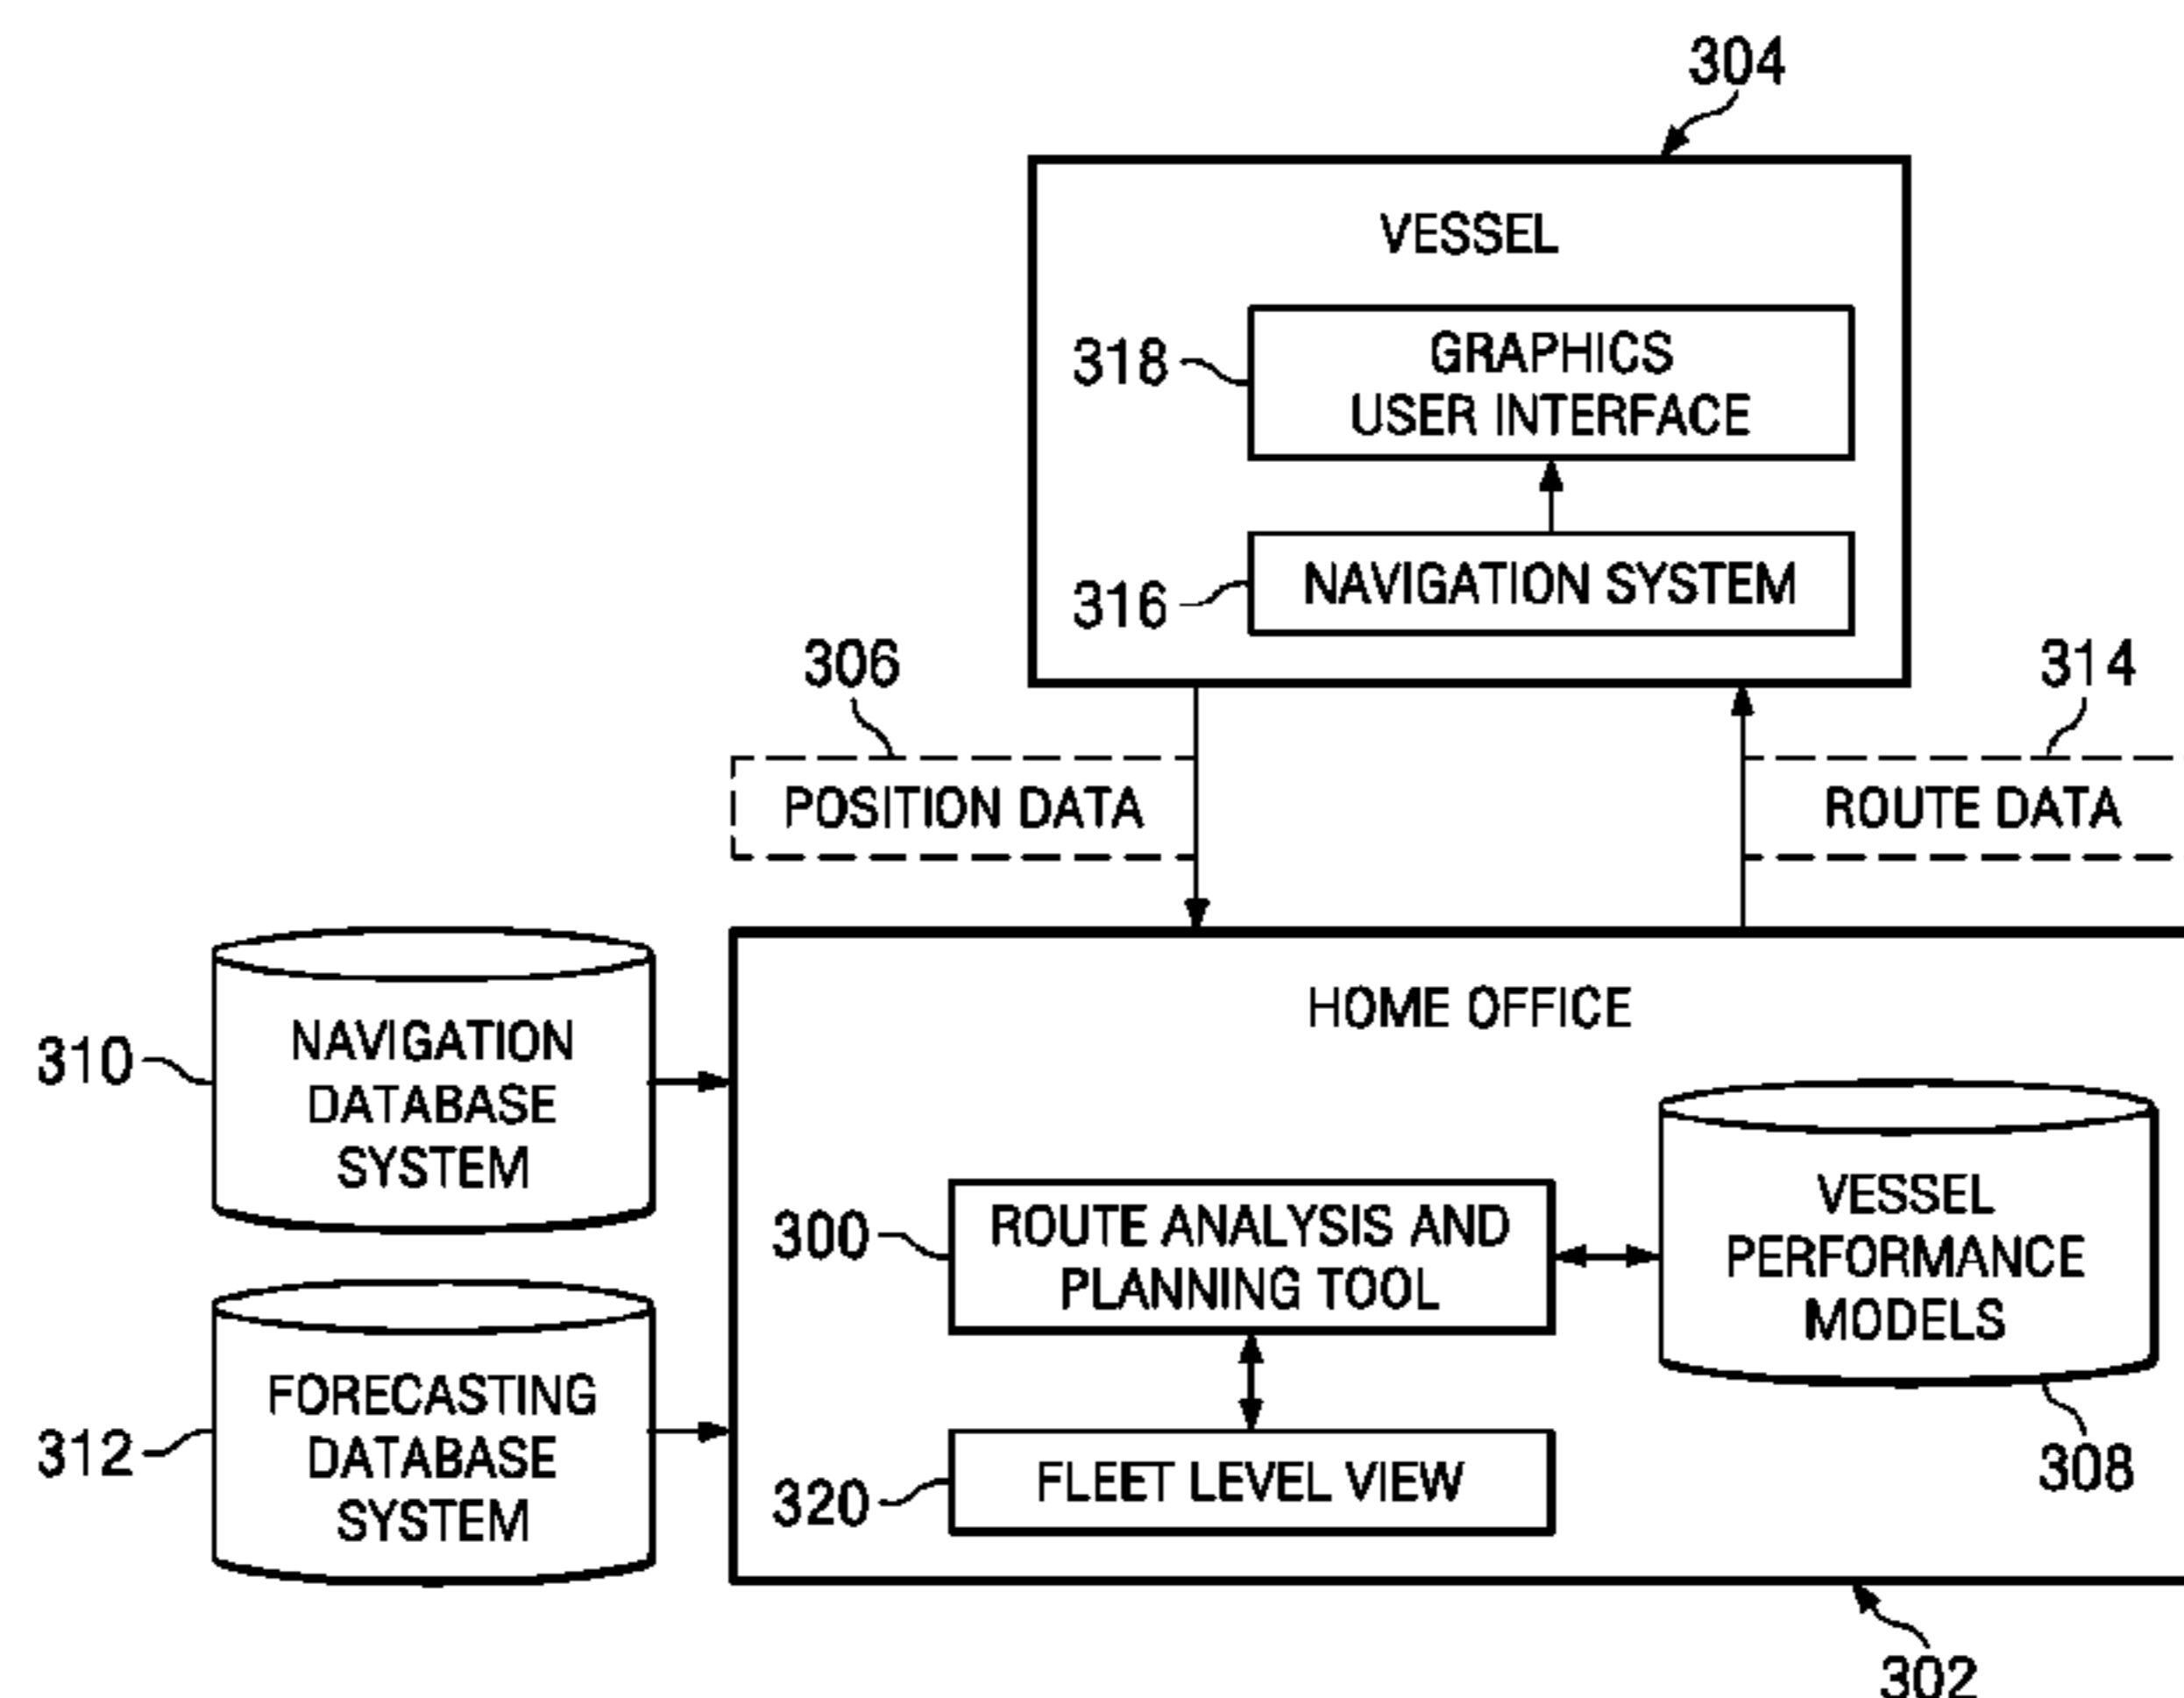 304
VESSEL
318
GRAPHICS
USER INTERFACE
316
NAVIGATION SYSTEM
306
314
POSITION DATA
ROUTE DATA
HOME OFFICE
310
NAVIGATION
DATABASE
SYSTEM
300
ROUTE ANALYSIS AND
PLANNING TOOL
VESSEL
PERFORMANCE
MODELS
308
312
FORECASTING
DATABASE
SYSTEM
320
FLEET LEVEL VIEW
302